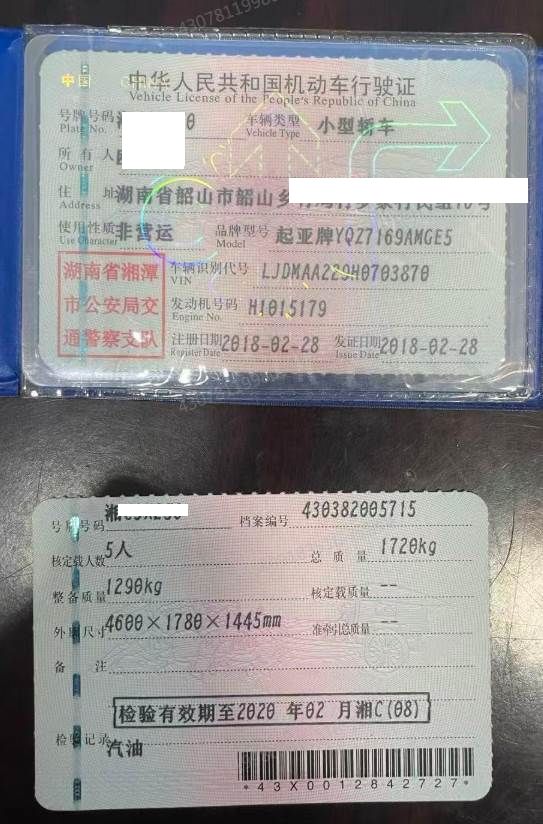 中国
中华人民共和国机动车行驶证
Vehicle License of the People's Republic of China
号牌号码
Plate No.
车辆类型 小型轿车
Vehicle Type
所有人
Owner
住址 湖南省韶山市韶山乡
Address
使用性质 非营运 品牌型号 起亚牌YQZ7169AMGE5
Use Character Model
湖南省湘潭
市公安局交
通警察支队
车辆识别代号 LJDMAA229H0703870
VIN
发动机号码 H1015179
Engine No.
注册日期 2018-02-28 发证日期 2018-02-28
Register Date Issue Date
号牌号码 档案编号 430382005715
核定载人数 5人 总质量 1720kg
整备质量 1290kg 核定载质量 --
外廓尺寸 4600×1780×1445mm 准牵引总质量 --
备注
检验有效期至2020 年02 月湘C(08)
检验记录
汽油
*43X0012842727*